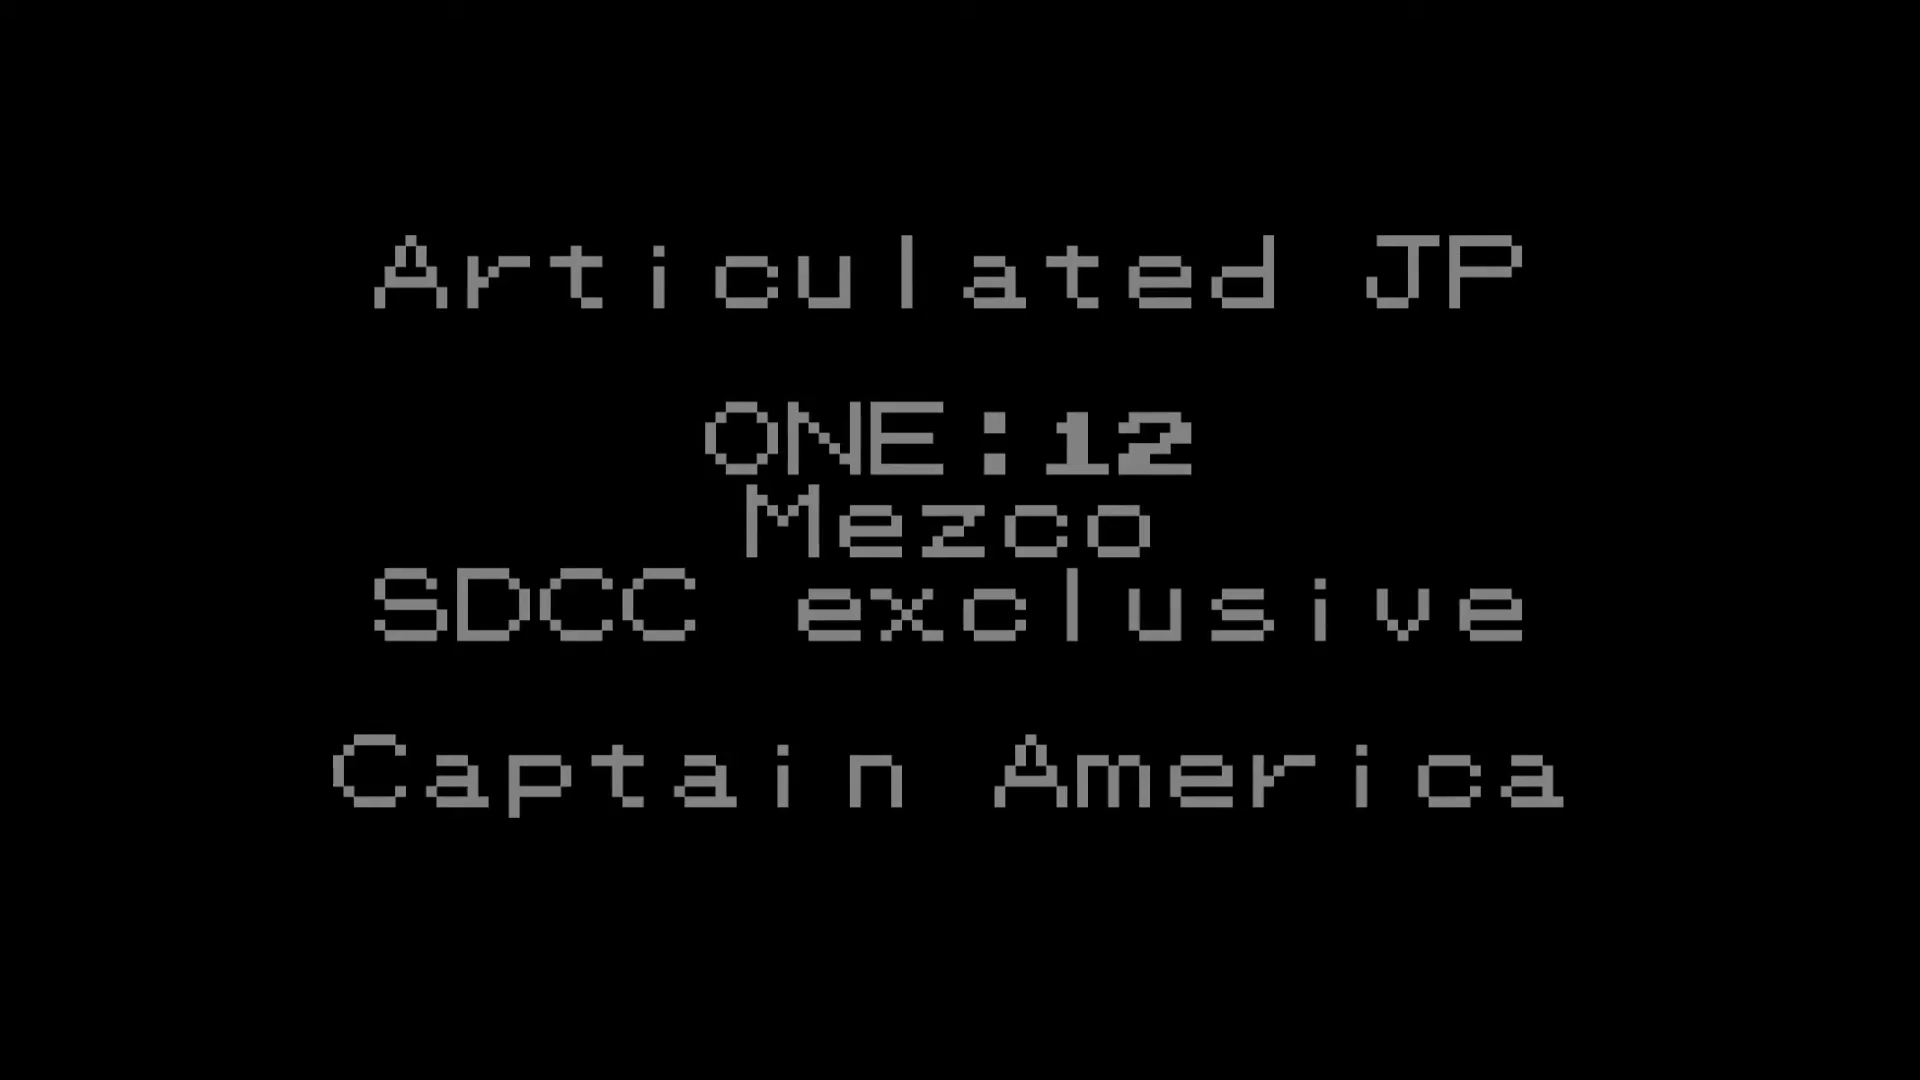 Articulated JP
ONE:12
Mezco
SDCC exclusive
Captain America